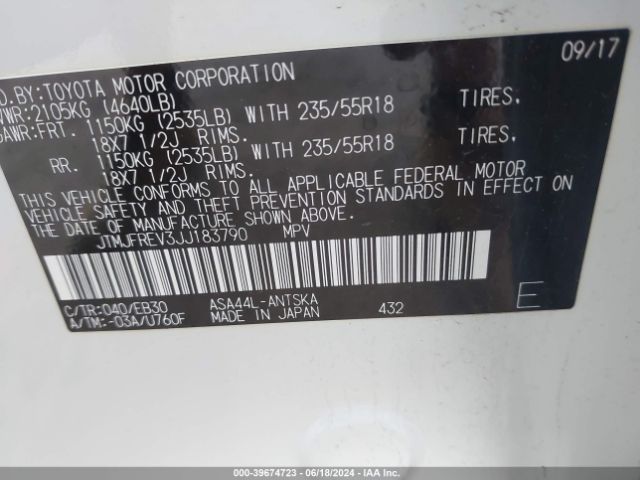 D.BY:TOYOTA MOTOR CORPORATION 09/17
VWR:2105KG (4640LB)
GAWR:FRT. 1150KG (2535LB) WITH 235/55R18 TIRES.
18X7 1/2J RIMS.
RR. 1150KG (2535LB) WITH 235/55R18 TIRES.
18X7 1/2J RIMS.
THIS VEHICLE CONFORMS TO ALL APPLICABLE FEDERAL MOTOR
VEHICLE SAFETY AND THEFT PREVENTION STANDARDS IN EFFECT ON
THE DATE OF MANUFACTURE SHOWN ABOVE.
JTMJFREV3JJ183790 MPV
C/TR:040/EB30 ASA44L-ANTSKA 432 E
A/TM:-03A/U760F MADE IN JAPAN
000-39674723 - 06/18/2024 - IAA Inc.